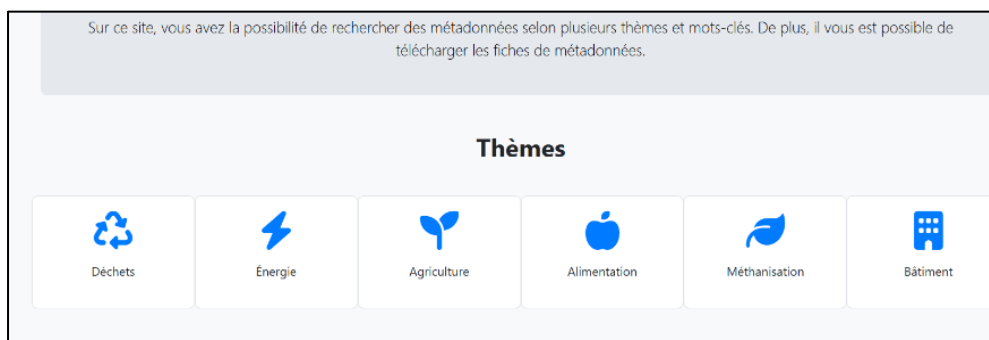 Sur ce site, vous avez la possibilité de rechercher des métadonnées selon plusieurs thèmes et mots-clés. De plus, il vous est possible de
télécharger les fiches de métadonnées.
Thèmes
Déchets
Énergie
Agriculture
Alimentation
Méthanisation
Bâtiment